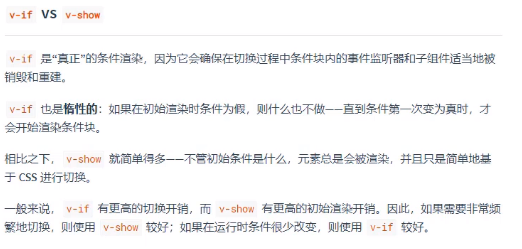 v-if VS v-show
v-if 是“真正”的条件渲染，因为它会确保在切换过程中条件块内的事件监听器和子组件适当地被
销毁和重建。
v-if 也是惰性的：如果在初始渲染时条件为假，则什么也不做——直到条件第一次变为真时，才
会开始渲染条件块。
相比之下，v-show 就简单得多——不管初始条件是什么，元素总是会被渲染，并且只是简单地基
于 CSS 进行切换。
一般来说，v-if 有更高的切换开销，而 v-show 有更高的初始渲染开销。因此，如果需要非常频
繁地切换，则使用 v-show 较好；如果在运行时条件很少改变，则使用 v-if 较好。